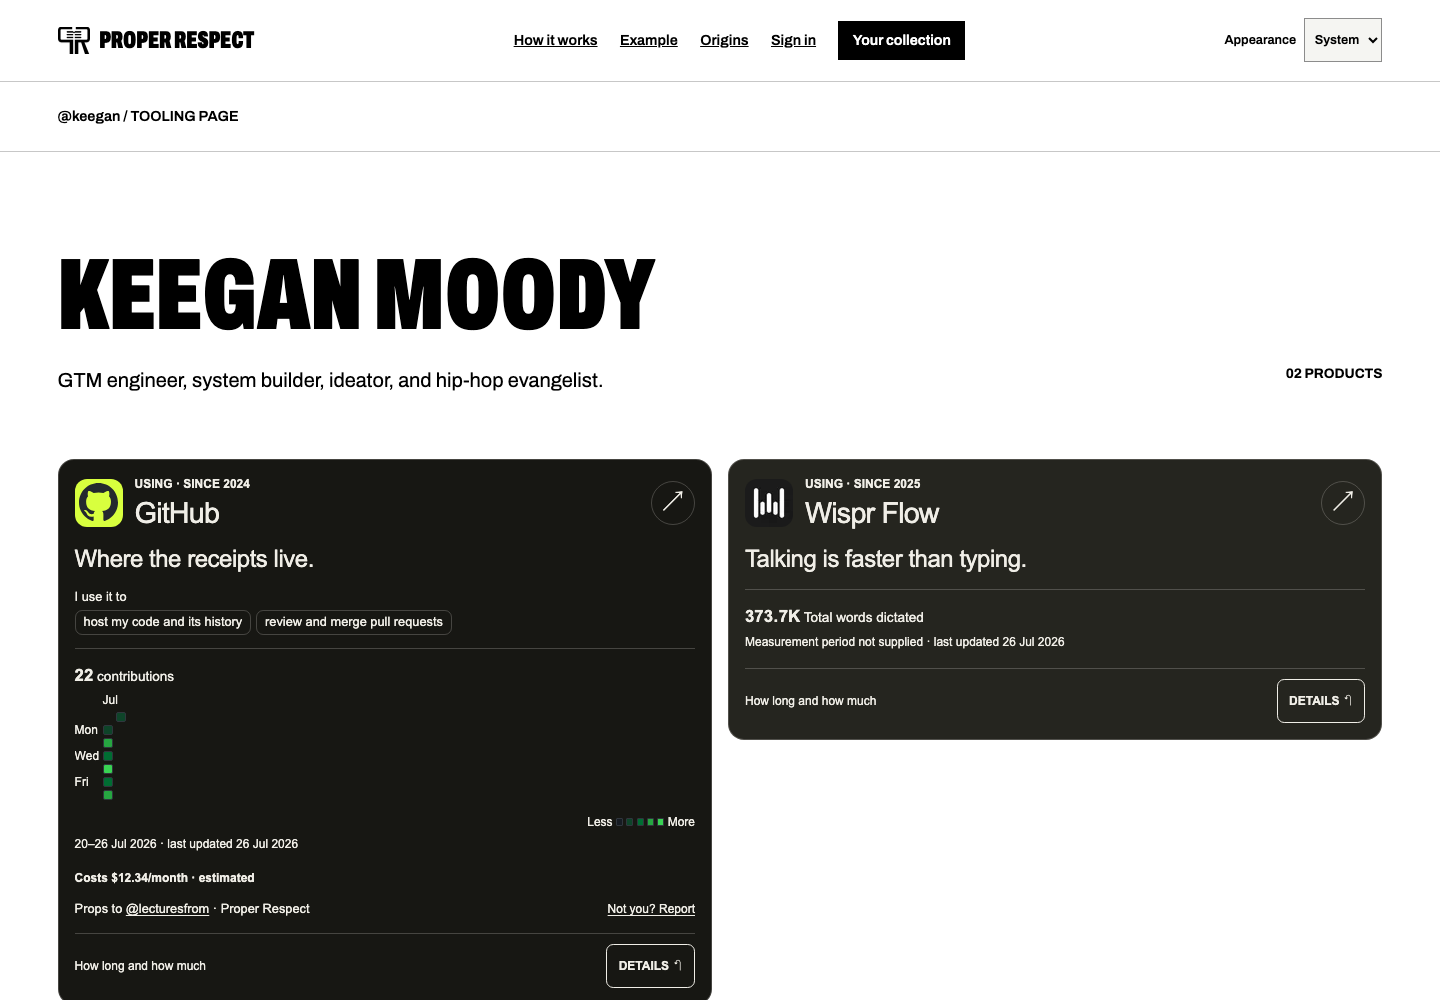 PROPER RESPECT
How it works
Example
Origins
Sign in
Your collection
Appearance
System
@keegan / TOOLING PAGE
KEEGAN MOODY
GTM engineer, system builder, ideator, and hip-hop evangelist.
02 PRODUCTS
USING · SINCE 2024
GitHub
Where the receipts live.
I use it to
host my code and its history
review and merge pull requests
22 contributions
Jul
Mon
Wed
Fri
Less
More
20–26 Jul 2026 · last updated 26 Jul 2026
Costs $12.34/month · estimated
Props to @lecturesfrom · Proper Respect
Not you? Report
How long and how much
DETAILS
USING · SINCE 2025
Wispr Flow
Talking is faster than typing.
373.7K Total words dictated
Measurement period not supplied · last updated 26 Jul 2026
How long and how much
DETAILS